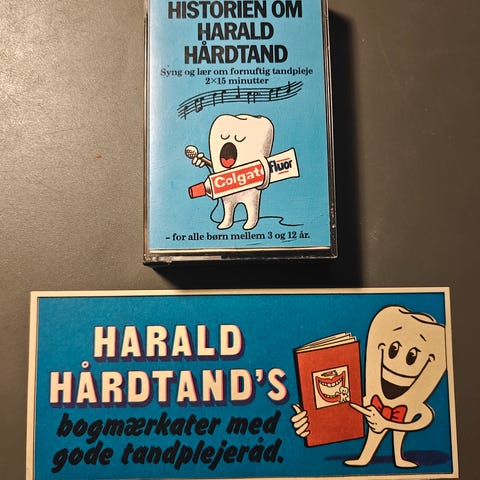 HISTORIEN OM
HARALD
HÅRDTAND
Syng og lær om fornuftig tandpleje
2×15 minutter
Colgate fluor
– for alle børn mellem 3 og 12 år.
HARALD
HÅRDTAND'S
bogmærkater med
gode tandplejeråd.